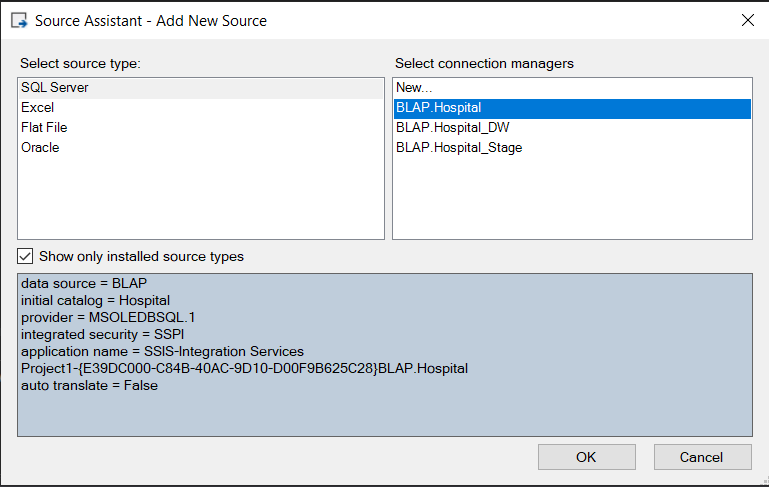 Source Assistant - Add New Source
Select source type:
SQL Server
Excel
Flat File
Oracle
Select connection managers
New...
BLAP.Hospital
BLAP.Hospital_DW
BLAP.Hospital_Stage
Show only installed source types
data source = BLAP
initial catalog = Hospital
provider = MSOLEDBSQL.1
integrated security = SSPI
application name = SSIS-Integration Services
Project1-{E39DC000-C84B-40AC-9D10-D00F9B625C28}BLAP.Hospital
auto translate = False
OK
Cancel